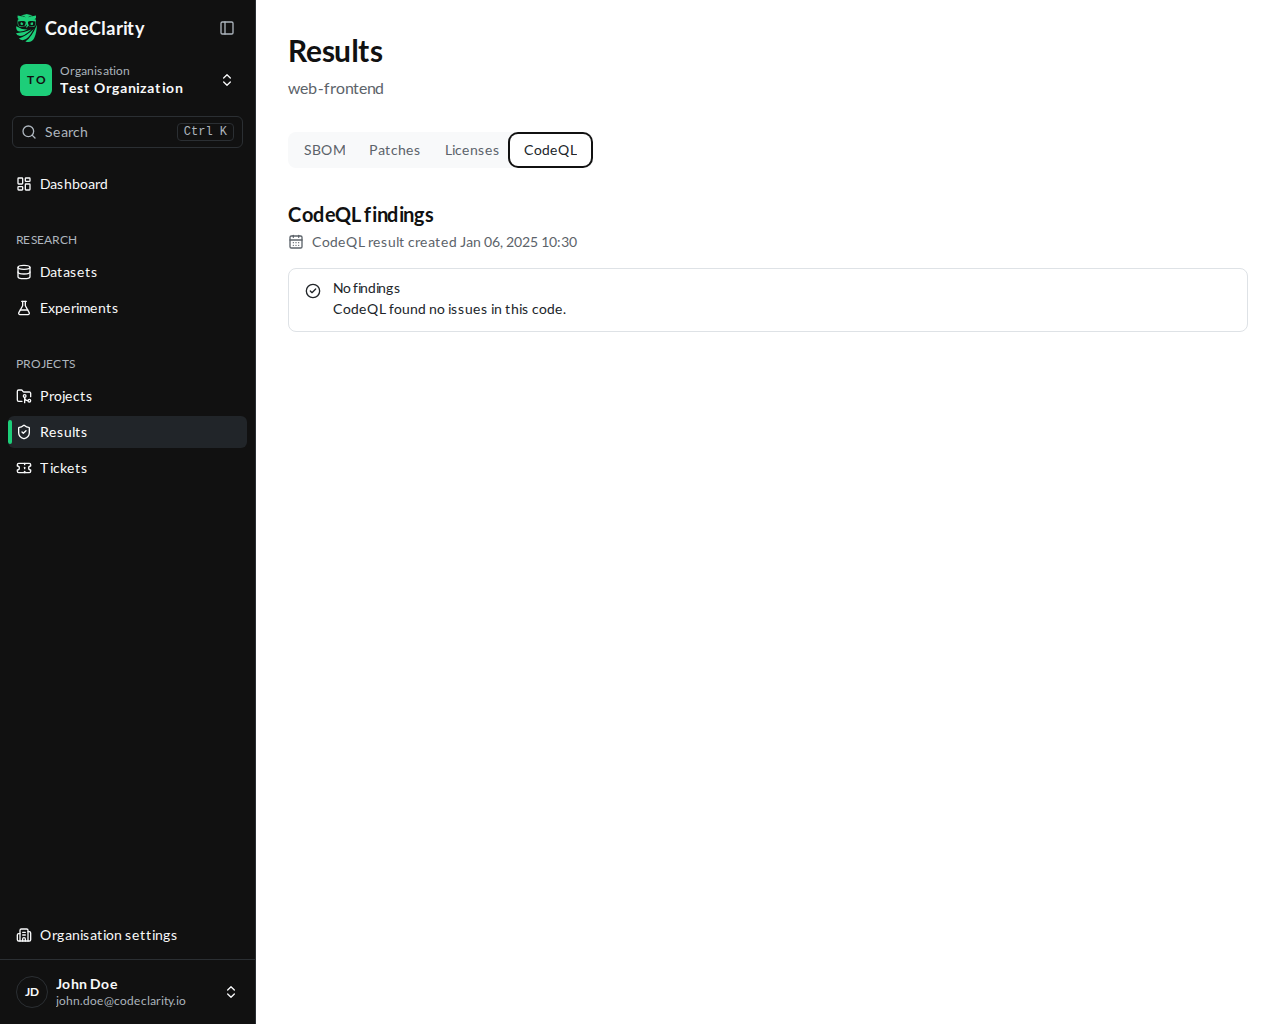 CodeClarity
TO
Organisation
Test Organization
Search
Ctrl K
Dashboard
RESEARCH
Datasets
Experiments
PROJECTS
Projects
Results
Tickets
Organisation settings
JD
John Doe
john.doe@codeclarity.io
Results
web-frontend
SBOM
Patches
Licenses
CodeQL
CodeQL findings
CodeQL result created Jan 06, 2025 10:30
No findings
CodeQL found no issues in this code.